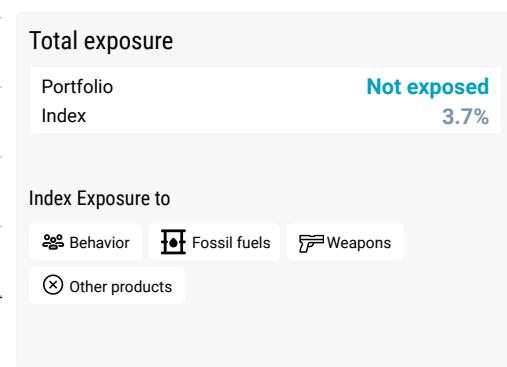 Total exposure
Portfolio Not exposed
Index 3.7%
Index Exposure to
Behavior Fossil fuels Weapons
Other products